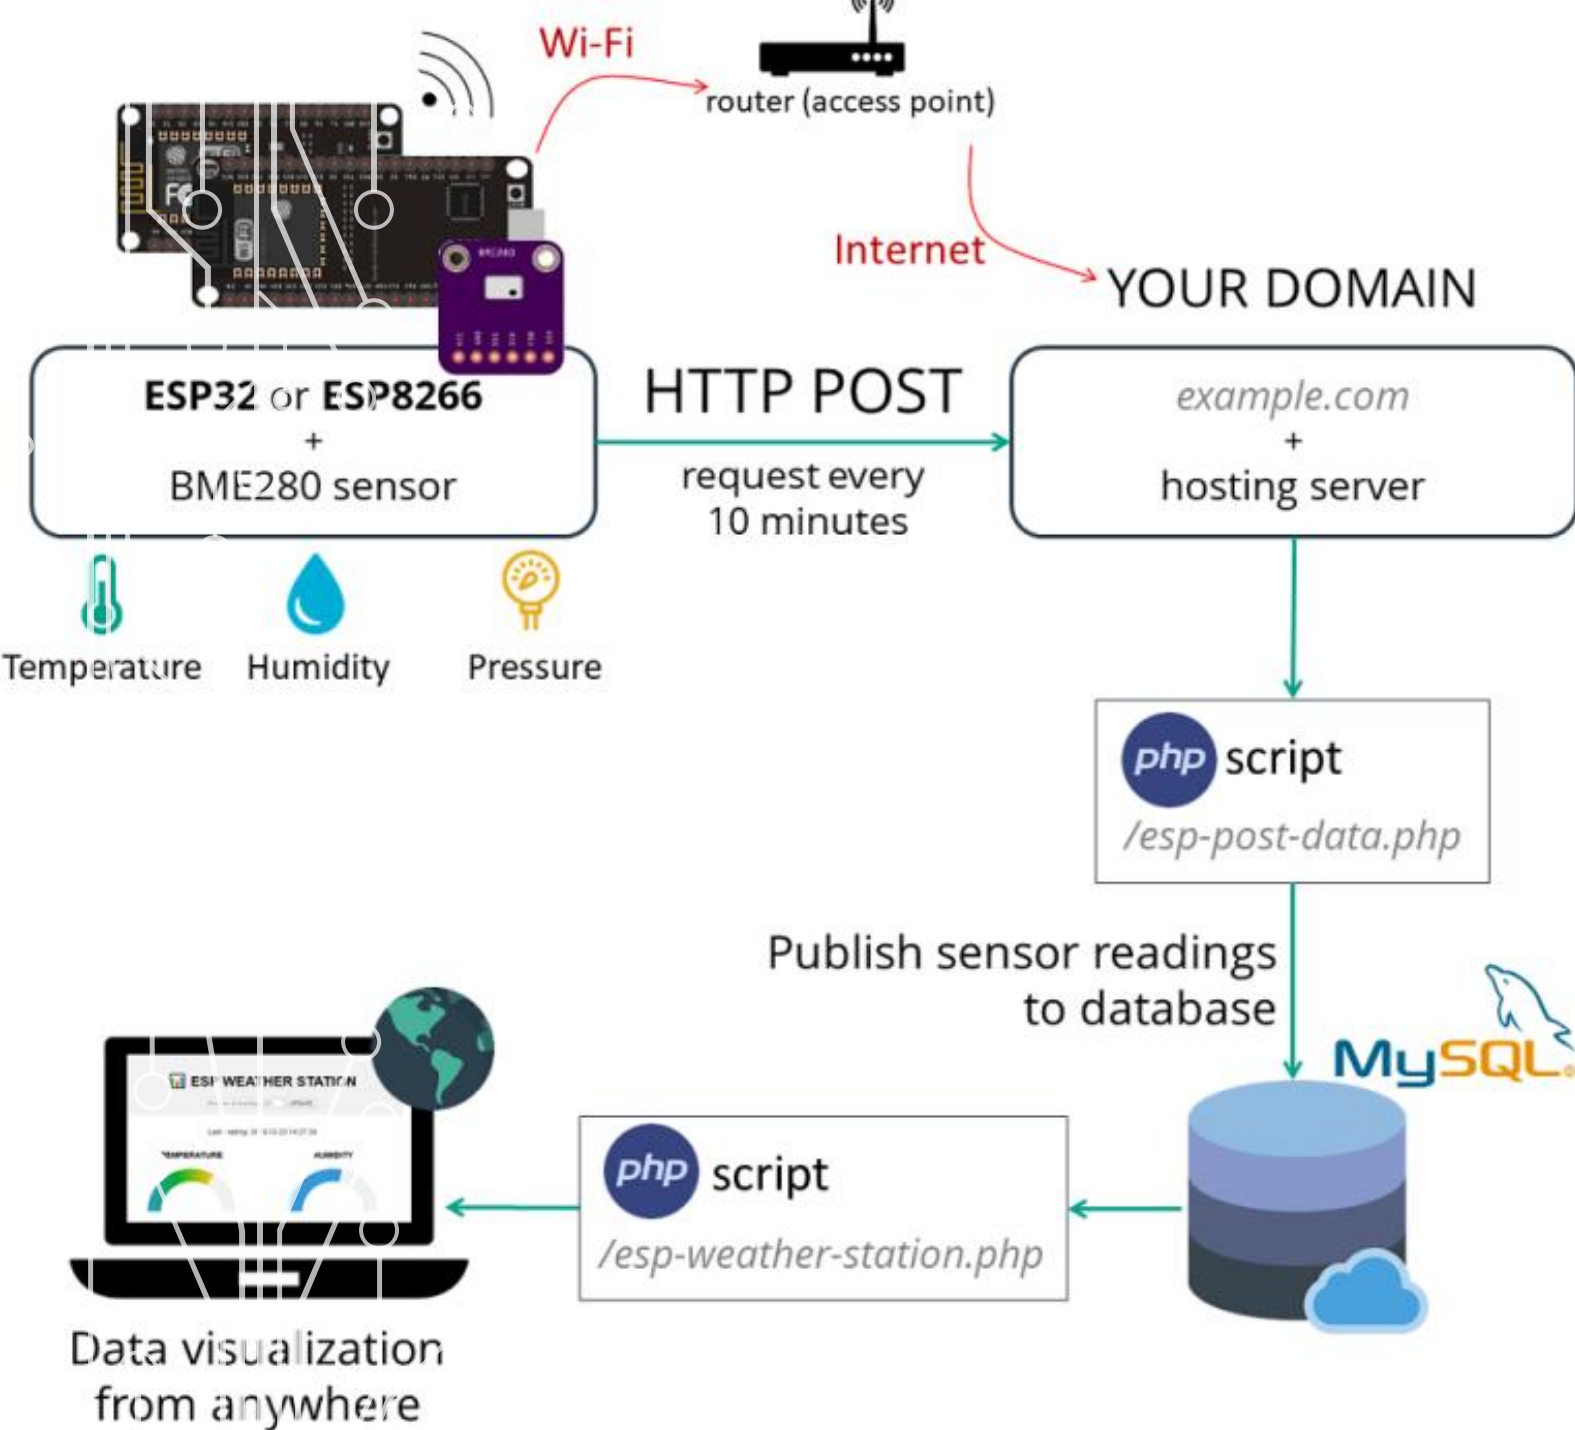 Wi-Fi
router (access point)
Internet
YOUR DOMAIN
BME280
ESP32 or ESP8266
+
BME280 sensor
HTTP POST
request every
10 minutes
example.com
+
hosting server
Temperature
Humidity
Pressure
php script
/esp-post-data.php
Publish sensor readings
to database
MySQL
ESP WEATHER STATION
TEMPERATURE
HUMIDITY
php script
/esp-weather-station.php
Data visualization
from anywhere